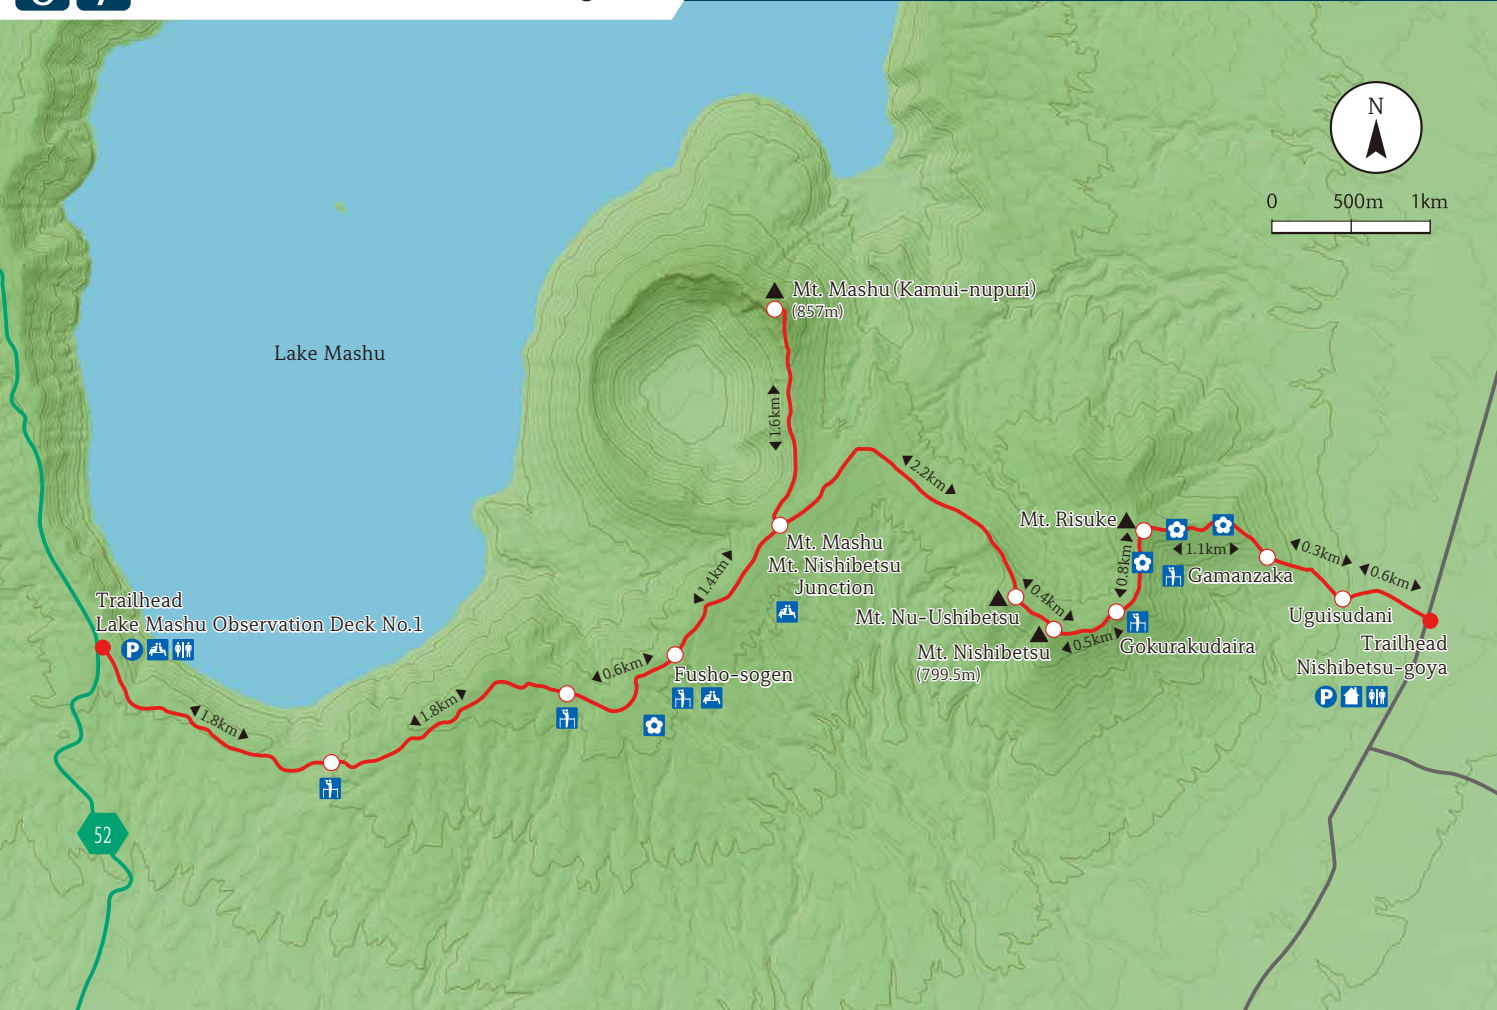 N
0 500m 1km
Mt. Mashu (Kamui-nupuri)
(857m)
Lake Mashu
1.6km
2.2km
Mt. Risuke
1.1km
0.3km
0.6km
0.8km
Gamanzaka
Mt. Mashu
Mt. Nishibetsu
Junction
1.4km
0.4km
Mt. Nu-Ushibetsu
Uguisudani
Trailhead
Lake Mashu Observation Deck No.1
P
Mt. Nishibetsu
(799.5m)
0.5km
Gokurakudaira
Trailhead
Nishibetsu-goya
P
0.6km
Fusho-sogen
1.8km
1.8km
52